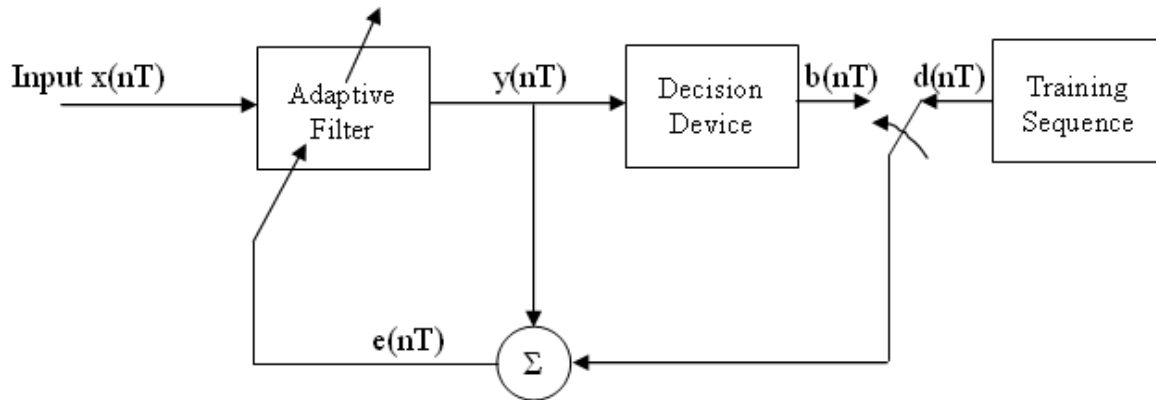 Input x(nT)
Adaptive
Filter
y(nT)
Decision
Device
b(nT)
d(nT)
Training
Sequence
e(nT)
Σ